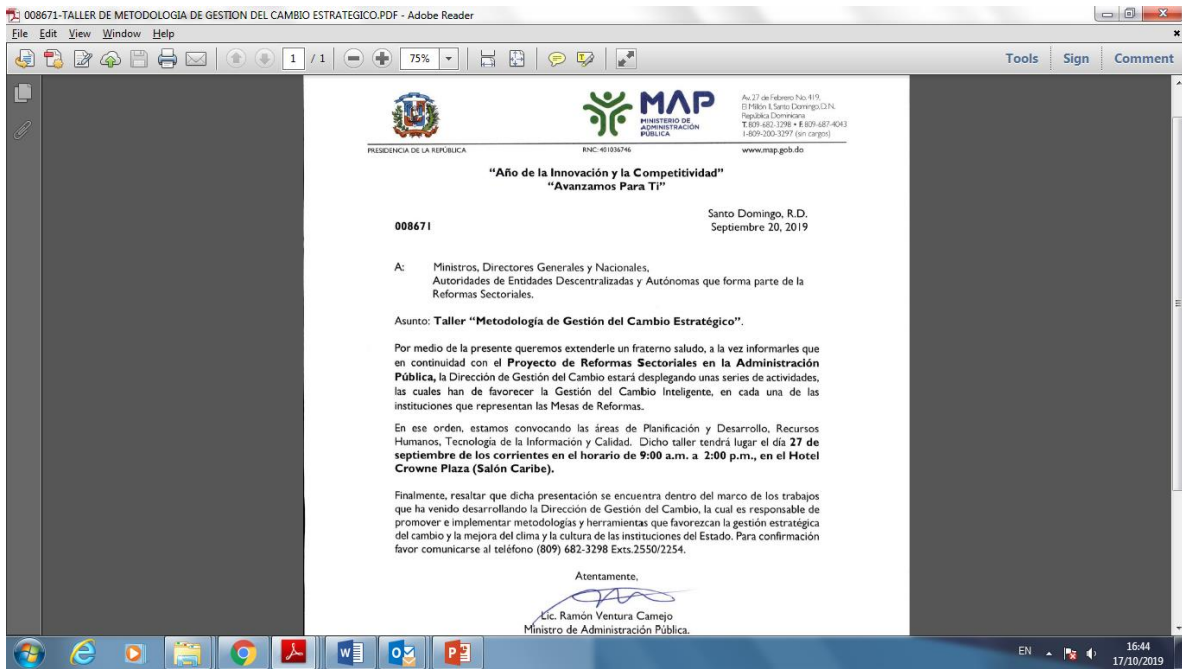 008671-TALLER DE METODOLOGIA DE GESTION DEL CAMBIO ESTRATEGICO.PDF - Adobe Reader
File Edit View Window Help
1 / 1 75% Tools Sign Comment
MAP
MINISTERIO DE
ADMINISTRACIÓN
PÚBLICA
Av. 27 de Febrero No. 419,
El Millón II, Santo Domingo, D.N.
República Dominicana
T. 809-682-3298 • F. 809-687-4043
1-809-200-3297 (sin cargos)
PRESIDENCIA DE LA REPÚBLICA
RNC: 401036746
www.map.gob.do
“Año de la Innovación y la Competitividad”
“Avanzamos Para Ti”
Santo Domingo, R.D.
008671 Septiembre 20, 2019
A: Ministros, Directores Generales y Nacionales,
Autoridades de Entidades Descentralizadas y Autónomas que forma parte de la
Reformas Sectoriales.
Asunto: Taller “Metodología de Gestión del Cambio Estratégico”.
Por medio de la presente queremos extenderle un fraterno saludo, a la vez informarles que
en continuidad con el Proyecto de Reformas Sectoriales en la Administración
Pública, la Dirección de Gestión del Cambio estará desplegando unas series de actividades,
las cuales han de favorecer la Gestión del Cambio Inteligente, en cada una de las
instituciones que representan las Mesas de Reformas.
En ese orden, estamos convocando las áreas de Planificación y Desarrollo, Recursos
Humanos, Tecnología de la Información y Calidad. Dicho taller tendrá lugar el día 27 de
septiembre de los corrientes en el horario de 9:00 a.m. a 2:00 p.m., en el Hotel
Crowne Plaza (Salón Caribe).
Finalmente, resaltar que dicha presentación se encuentra dentro del marco de los trabajos
que ha venido desarrollando la Dirección de Gestión del Cambio, la cual es responsable de
promover e implementar metodologías y herramientas que favorezcan la gestión estratégica
del cambio y la mejora del clima y la cultura de las instituciones del Estado. Para confirmación
favor comunicarse al teléfono (809) 682-3298 Exts.2550/2254.
Atentamente,
Lic. Ramón Ventura Camejo
Ministro de Administración Pública.
EN 16:44
17/10/2019